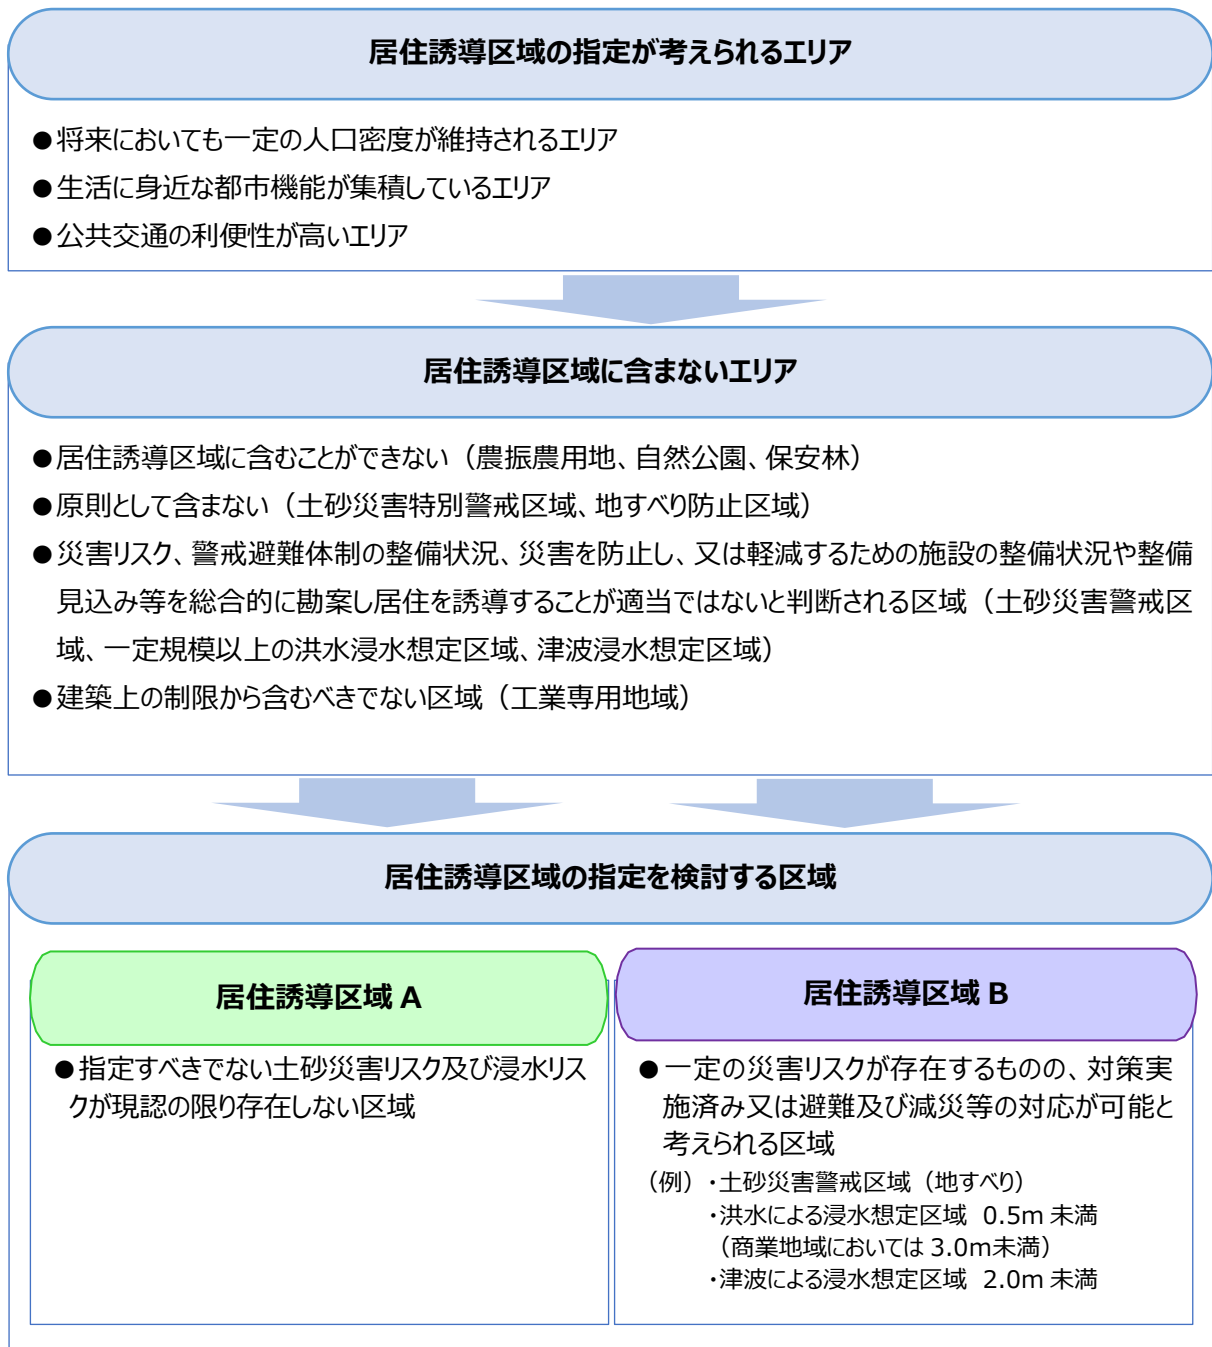 居住誘導区域の指定が考えられるエリア
●将来においても一定の人口密度が維持されるエリア
●生活に身近な都市機能が集積しているエリア
●公共交通の利便性が高いエリア
居住誘導区域に含まないエリア
●居住誘導区域に含むことができない（農振農用地、自然公園、保安林）
●原則として含まない（土砂災害特別警戒区域、地すべり防止区域）
●災害リスク、警戒避難体制の整備状況、災害を防止し、又は軽減するための施設の整備状況や整備
見込み等を総合的に勘案し居住を誘導することが適当ではないと判断される区域（土砂災害警戒区
域、一定規模以上の洪水浸水想定区域、津波浸水想定区域）
●建築上の制限から含むべきでない区域（工業専用地域）
居住誘導区域の指定を検討する区域
居住誘導区域 A
●指定すべきでない土砂災害リスク及び浸水リス
クが現認の限り存在しない区域
居住誘導区域 B
●一定の災害リスクが存在するものの、対策実
施済み又は避難及び減災等の対応が可能と
考えられる区域
（例）・土砂災害警戒区域（地すべり）
・洪水による浸水想定区域 0.5m 未満
（商業地域においては 3.0m未満）
・津波による浸水想定区域 2.0m 未満